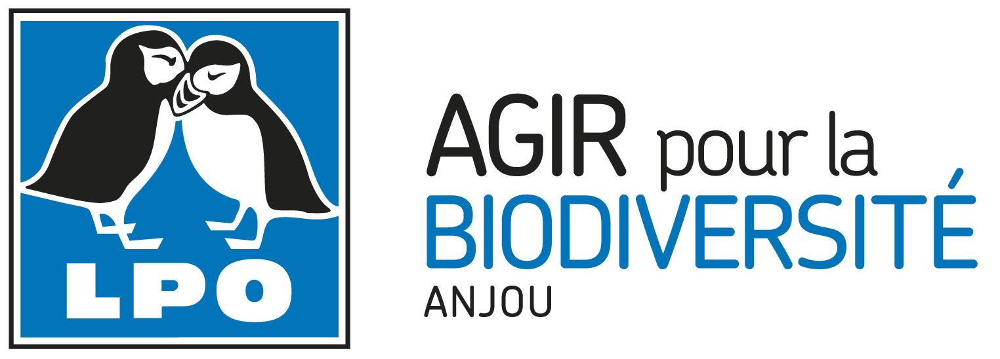 LPO
AGIR pour la
BIODIVERSITÉ
ANJOU